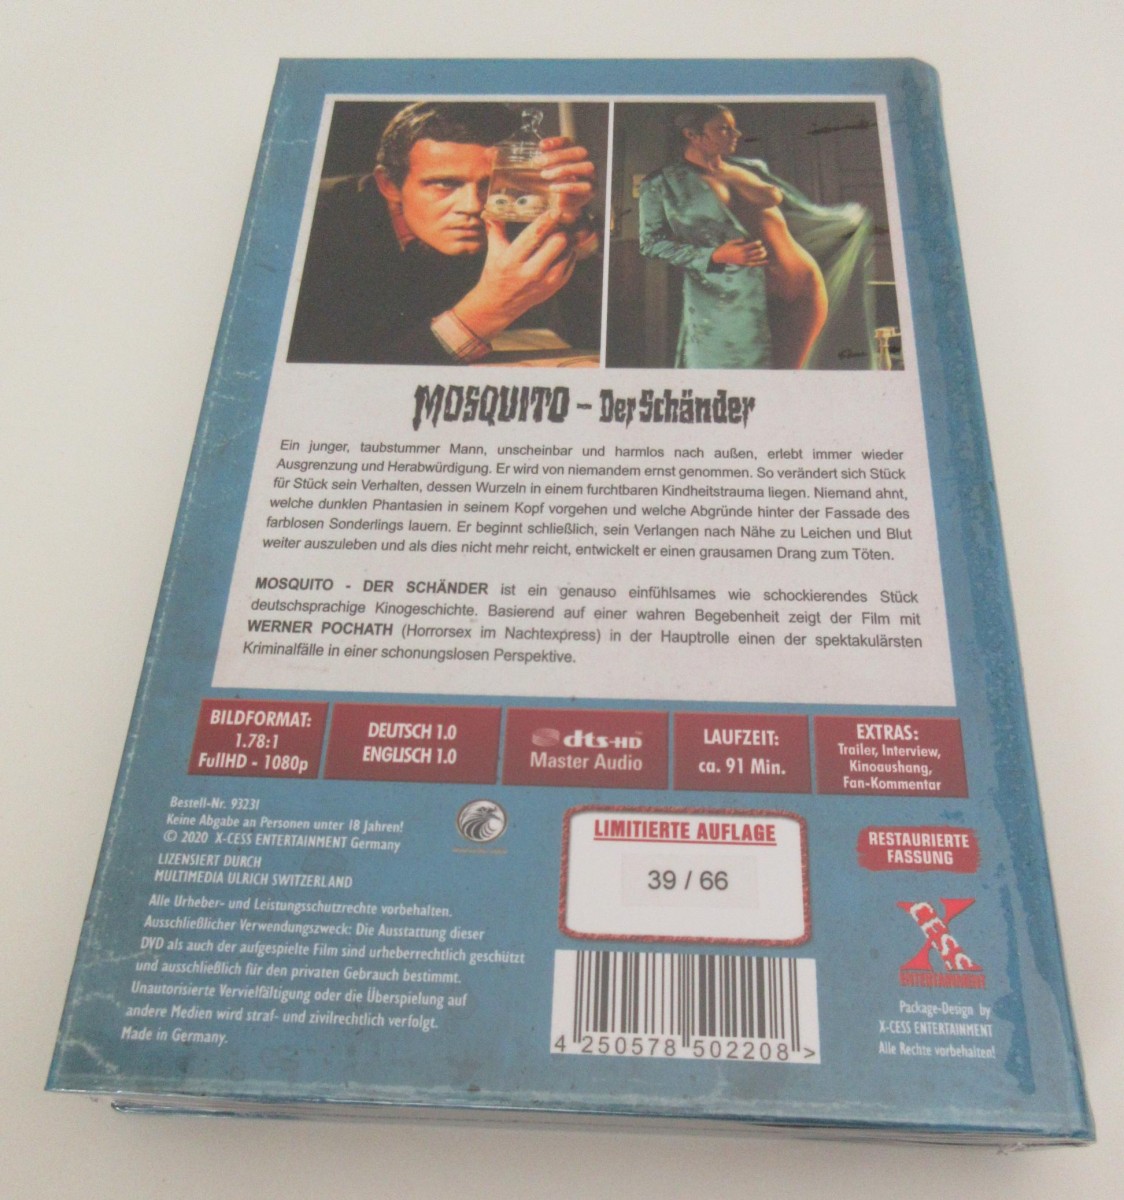 MOSQUITO - Der Schänder
Ein junger, taubstummer Mann, unscheinbar und harmlos nach außen, erlebt immer wieder
Ausgrenzung und Herabwürdigung. Er wird von niemandem ernst genommen. So verändert sich Stück
für Stück sein Verhalten, dessen Wurzeln in einem furchtbaren Kindheitstrauma liegen. Niemand ahnt,
welche dunklen Phantasien in seinem Kopf vorgehen und welche Abgründe hinter der Fassade des
farblosen Sonderlings lauern. Er beginnt schließlich, sein Verlangen nach Nähe zu Leichen und Blut
weiter auszuleben und als dies nicht mehr reicht, entwickelt er einen grausamen Drang zum Töten.
MOSQUITO - DER SCHÄNDER ist ein genauso einfühlsames wie schockierendes Stück
deutschsprachige Kinogeschichte. Basierend auf einer wahren Begebenheit zeigt der Film mit
WERNER POCHATH (Horrorsex im Nachtexpress) in der Hauptrolle einen der spektakulärsten
Kriminalfälle in einer schonungslosen Perspektive.
BILDFORMAT:
1.78:1
FullHD - 1080p
DEUTSCH 1.0
ENGLISCH 1.0
dts-HD
Master Audio
LAUFZEIT:
ca. 91 Min.
EXTRAS:
Trailer, Interview,
Kinoaushang,
Fan-Kommentar
Bestell-Nr. 93231
Keine Abgabe an Personen unter 18 Jahren!
© 2020 X-CESS ENTERTAINMENT Germany
LIZENSIERT DURCH
MULTIMEDIA ULRICH SWITZERLAND
Alle Urheber- und Leistungsschutzrechte vorbehalten.
Ausschließlicher Verwendungszweck: Die Ausstattung dieser
DVD als auch der aufgespielte Film sind urheberrechtlich geschützt
und ausschließlich für den privaten Gebrauch bestimmt.
Unautorisierte Vervielfältigung oder die Überspielung auf
andere Medien wird straf- und zivilrechtlich verfolgt.
Made in Germany.
LIMITIERTE AUFLAGE
39 / 66
4 250578 502208 >
RESTAURIERTE
FASSUNG
X-CESS
ENTERTAINMENT
Package-Design by
X-CESS ENTERTAINMENT
Alle Rechte vorbehalten!